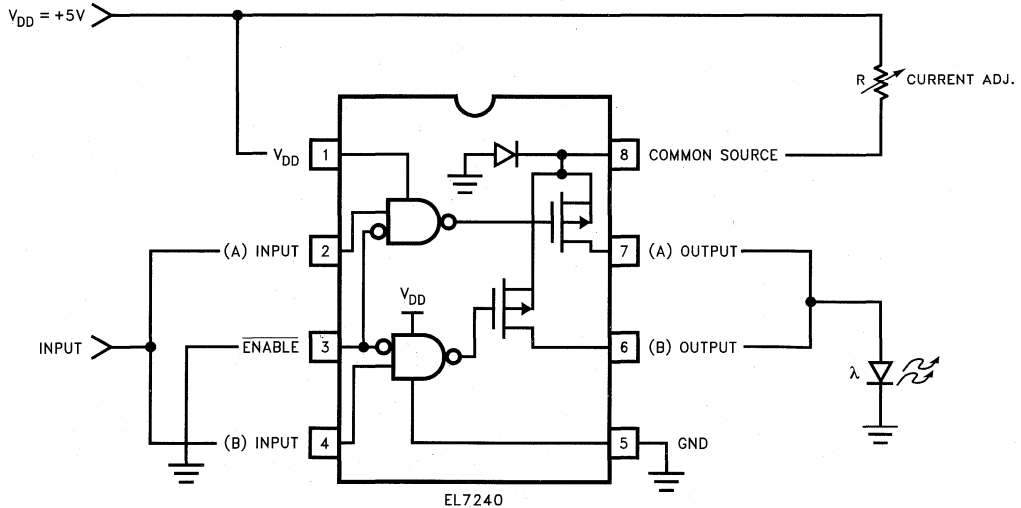 V_DD = +5V
R CURRENT ADJ.
V_DD 1
8 COMMON SOURCE
(A) INPUT 2
7 (A) OUTPUT
V_DD
INPUT
ENABLE 3
6 (B) OUTPUT
λ
(B) INPUT 4
5 GND
EL7240